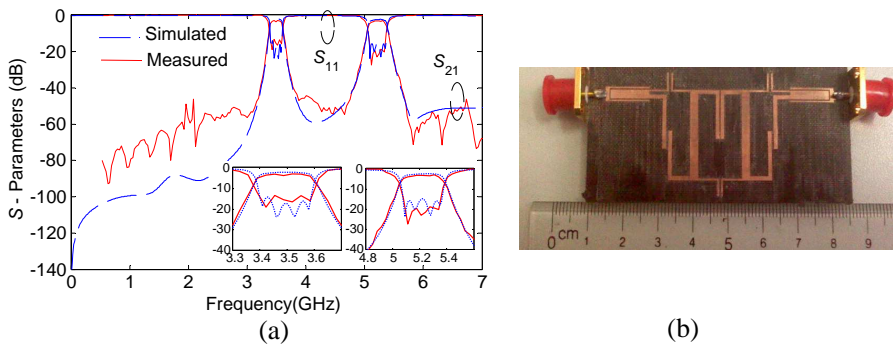 0
-20
-40
-60
-80
-100
-120
-140
S - Parameters (dB)
Simulated
Measured
S11
S21
0
-10
-20
-30
-40
3.3 3.4 3.5 3.6
0
-10
-20
-30
-40
4.8 5 5.2 5.4
0 1 2 3 4 5 6 7
Frequency(GHz)
(a)
0 1 2 3 4 5 6 7 8 9
cm
(b)